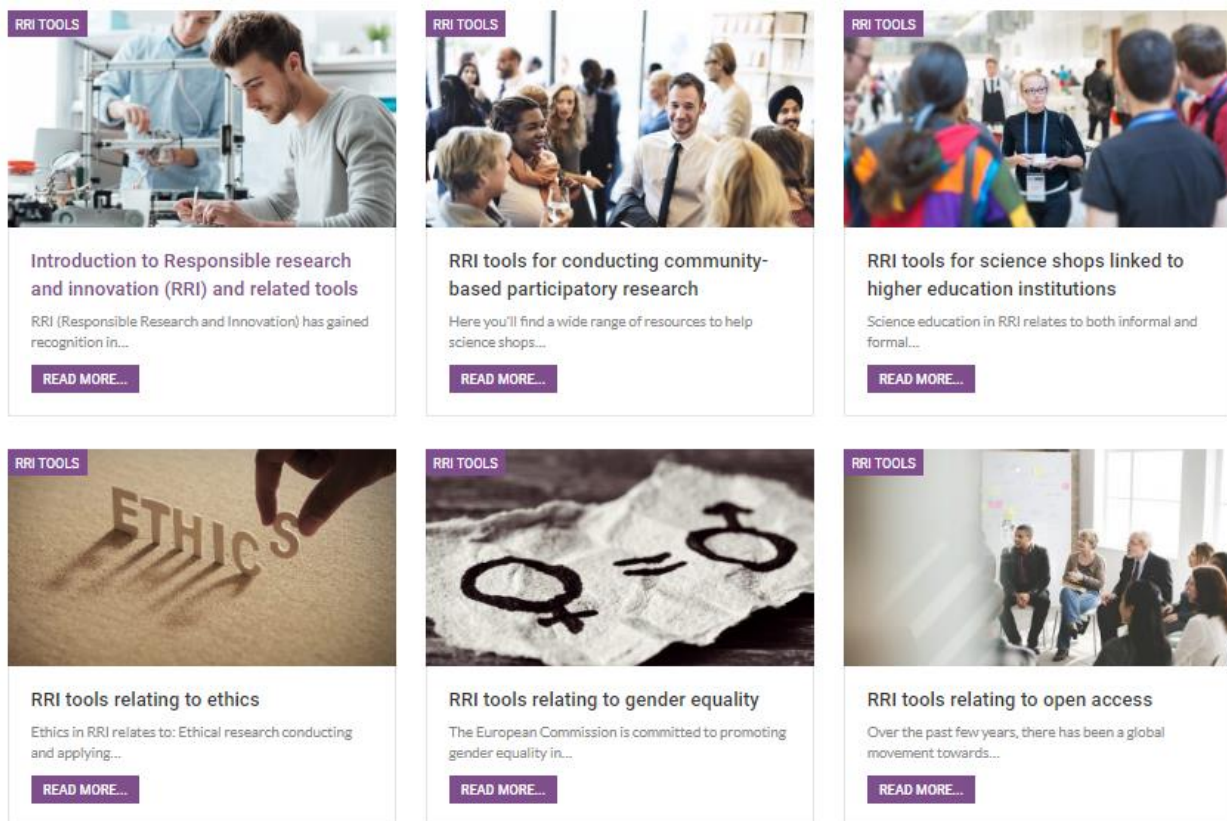 RRI TOOLS
Introduction to Responsible research
and innovation (RRI) and related tools
RRI (Responsible Research and Innovation) has gained
recognition in...
READ MORE...
RRI TOOLS
RRI tools for conducting community-
based participatory research
Here you'll find a wide range of resources to help
science shops...
READ MORE...
RRI TOOLS
RRI tools for science shops linked to
higher education institutions
Science education in RRI relates to both informal and
formal...
READ MORE...
RRI TOOLS
ETHICS
RRI tools relating to ethics
Ethics in RRI relates to: Ethical research conducting
and applying...
READ MORE...
RRI TOOLS
RRI tools relating to gender equality
The European Commission is committed to promoting
gender equality in...
READ MORE...
RRI TOOLS
RRI tools relating to open access
Over the past few years, there has been a global
movement towards...
READ MORE...